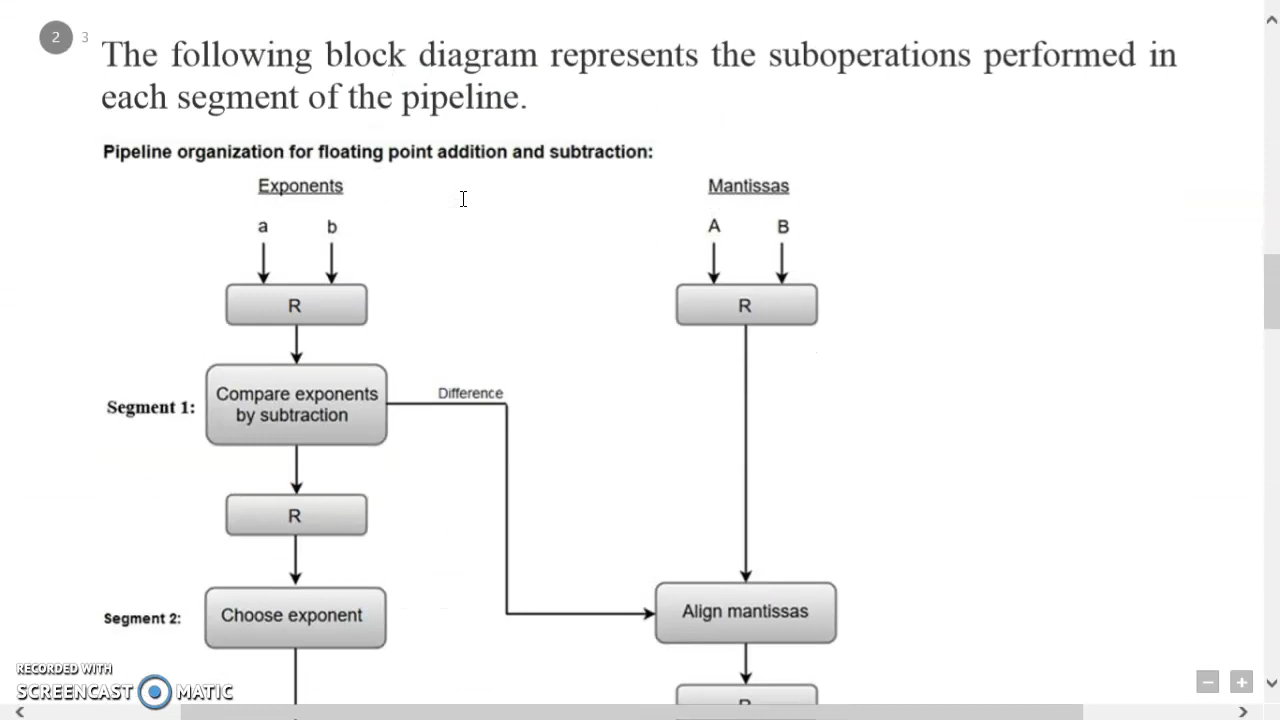 2 3
The following block diagram represents the suboperations performed in
each segment of the pipeline.
Pipeline organization for floating point addition and subtraction:
Exponents
Mantissas
a b
A B
R
R
Segment 1:
Compare exponents
by subtraction
Difference
R
Segment 2:
Choose exponent
Align mantissas
RECORDED WITH
SCREENCAST MATIC